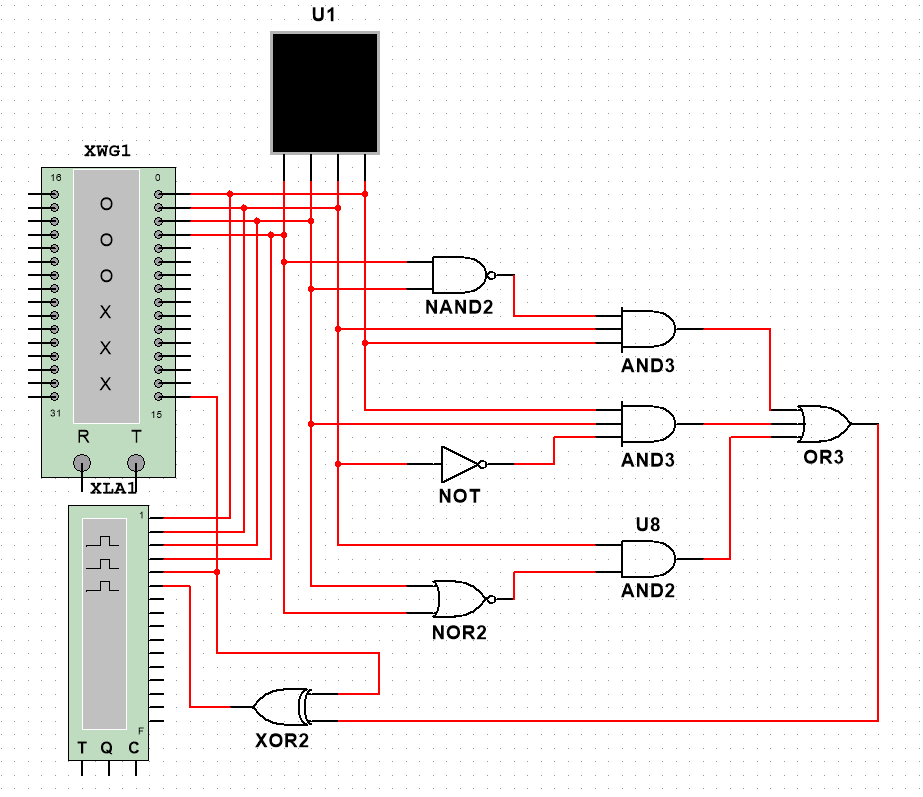 U1
XWG1
16 0
O
O
O
X
X
X
31 15
R T
NAND2
AND3
AND3
OR3
NOT
XLA1
1
U8
AND2
NOR2
F
XOR2
T Q C